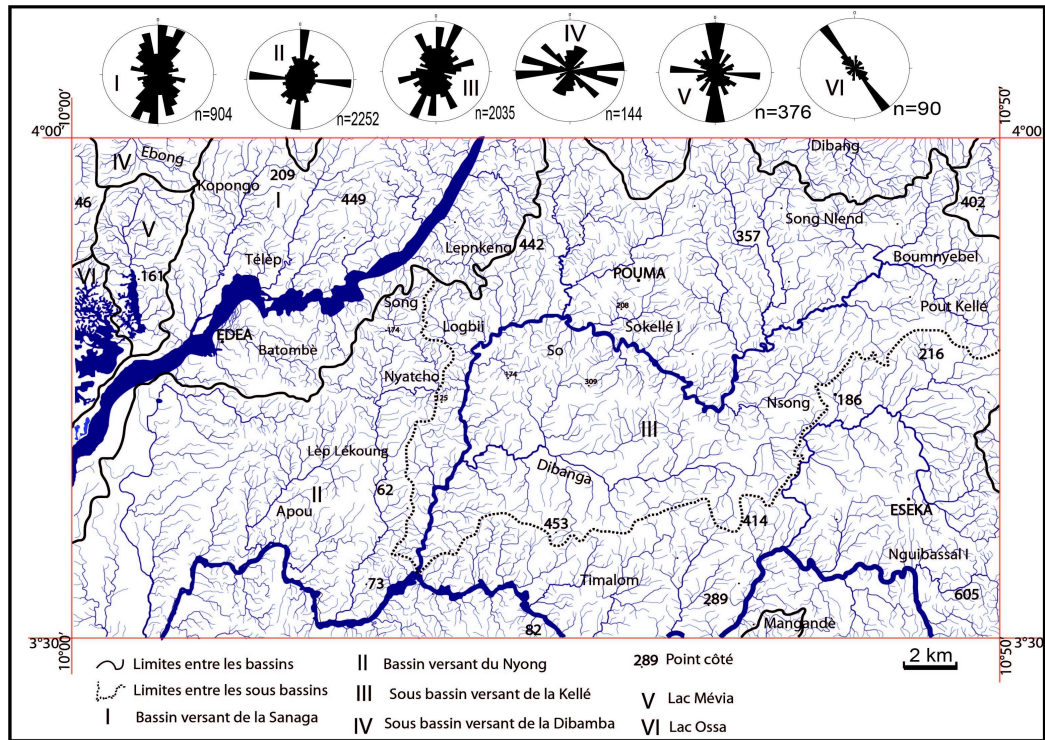 I
II
III
IV
V
VI
n=904
n=2252
n=2035
n=144
n=376
n=90
10°00'
10°50'
4°00'
4°00
Ebong
IV
Kopongo
209
Dibang
46
I
449
402
V
Song Nlend
357
Lepnkeng
442
Boumnyebel
Télèp
VI
161
POUMA
Pout Kellé
Song
208
174
Logbii
Sokellé I
EDEA
Batombè
So
216
Nyatcho
174
309
Nsong
186
III
Lèp Lékoung
Dibanga
62
II
Apou
453
414
ESEKA
Nguibassal I
73
Timalom
289
605
82
Mangandè
3°30'
3°30
10°00'
10°50'
Limites entre les bassins
Limites entre les sous bassins
I Bassin versant de la Sanaga
II Bassin versant du Nyong
III Sous bassin versant de la Kellé
IV Sous bassin versant de la Dibamba
289 Point côté
V Lac Mévia
VI Lac Ossa
2 km